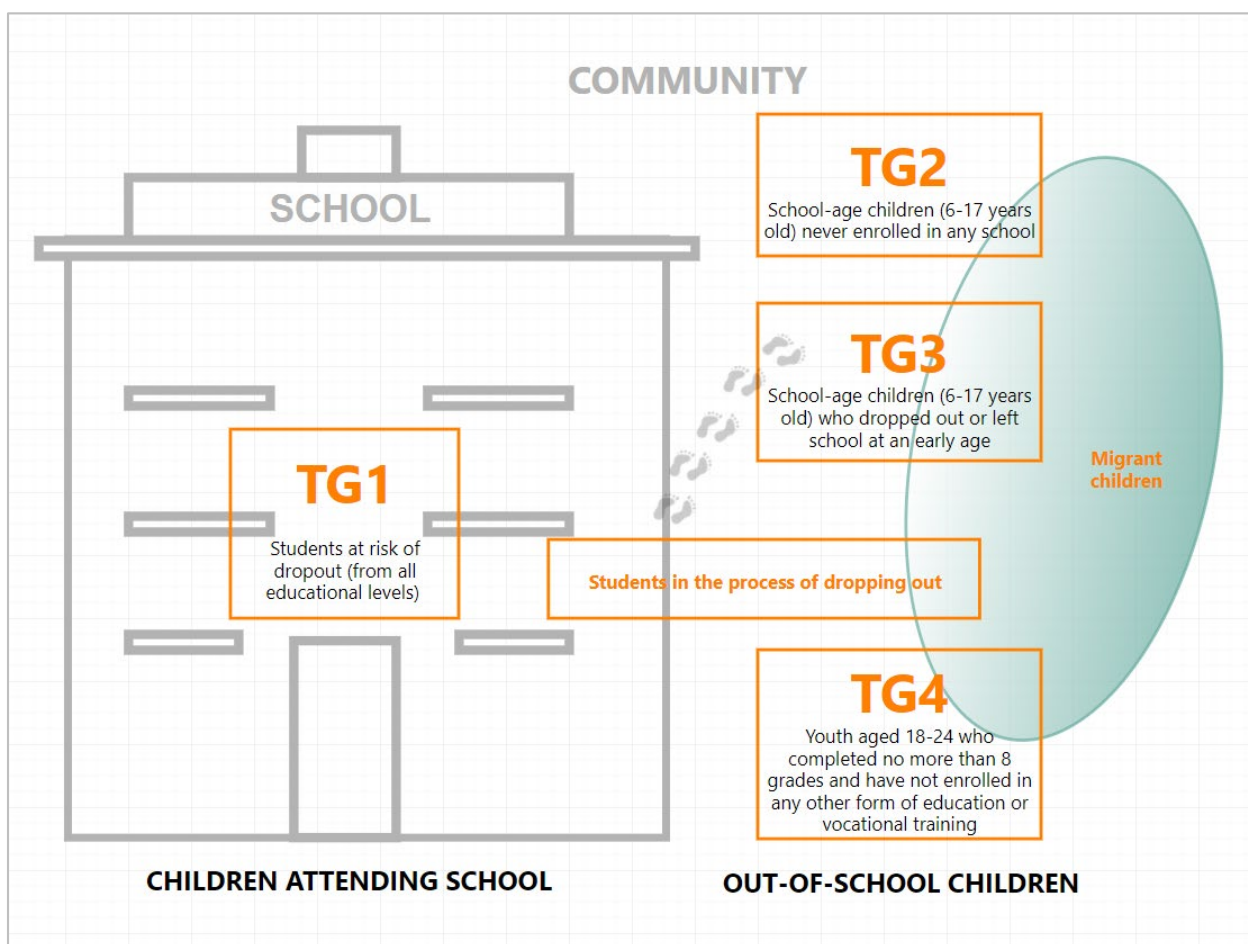 COMMUNITY
SCHOOL
TG1
Students at risk of
dropout (from all
educational levels)
TG2
School-age children (6-17 years
old) never enrolled in any school
TG3
School-age children (6-17 years
old) who dropped out or left
school at an early age
Migrant
children
Students in the process of dropping out
TG4
Youth aged 18-24 who
completed no more than 8
grades and have not enrolled in
any other form of education or
vocational training
CHILDREN ATTENDING SCHOOL
OUT-OF-SCHOOL CHILDREN